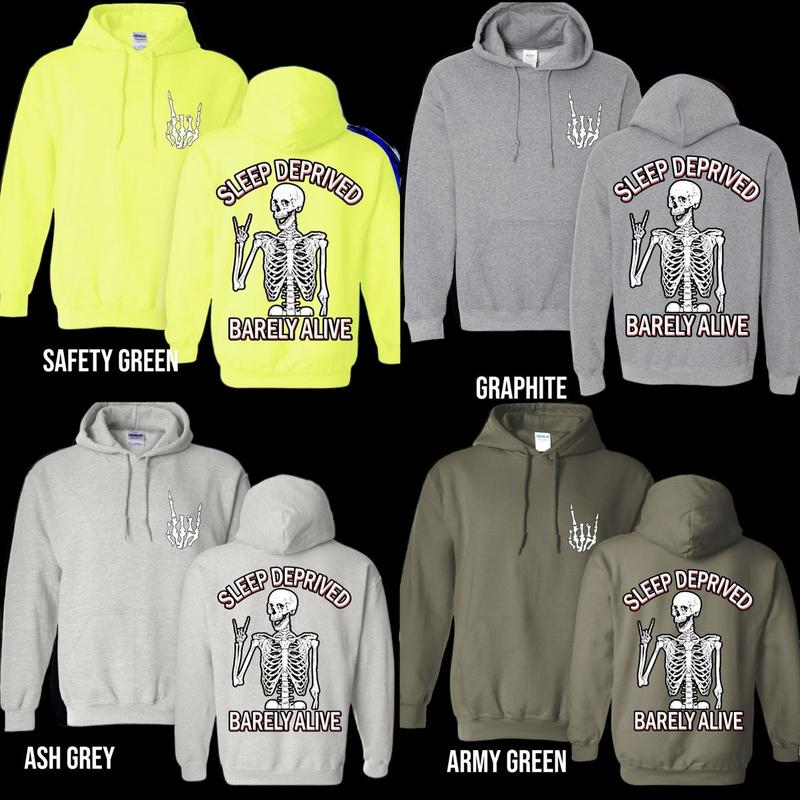 SLEEP DEPRIVED
BARELY ALIVE
SAFETY GREEN
SLEEP DEPRIVED
BARELY ALIVE
GRAPHITE
SLEEP DEPRIVED
BARELY ALIVE
ASH GREY
SLEEP DEPRIVED
BARELY ALIVE
ARMY GREEN